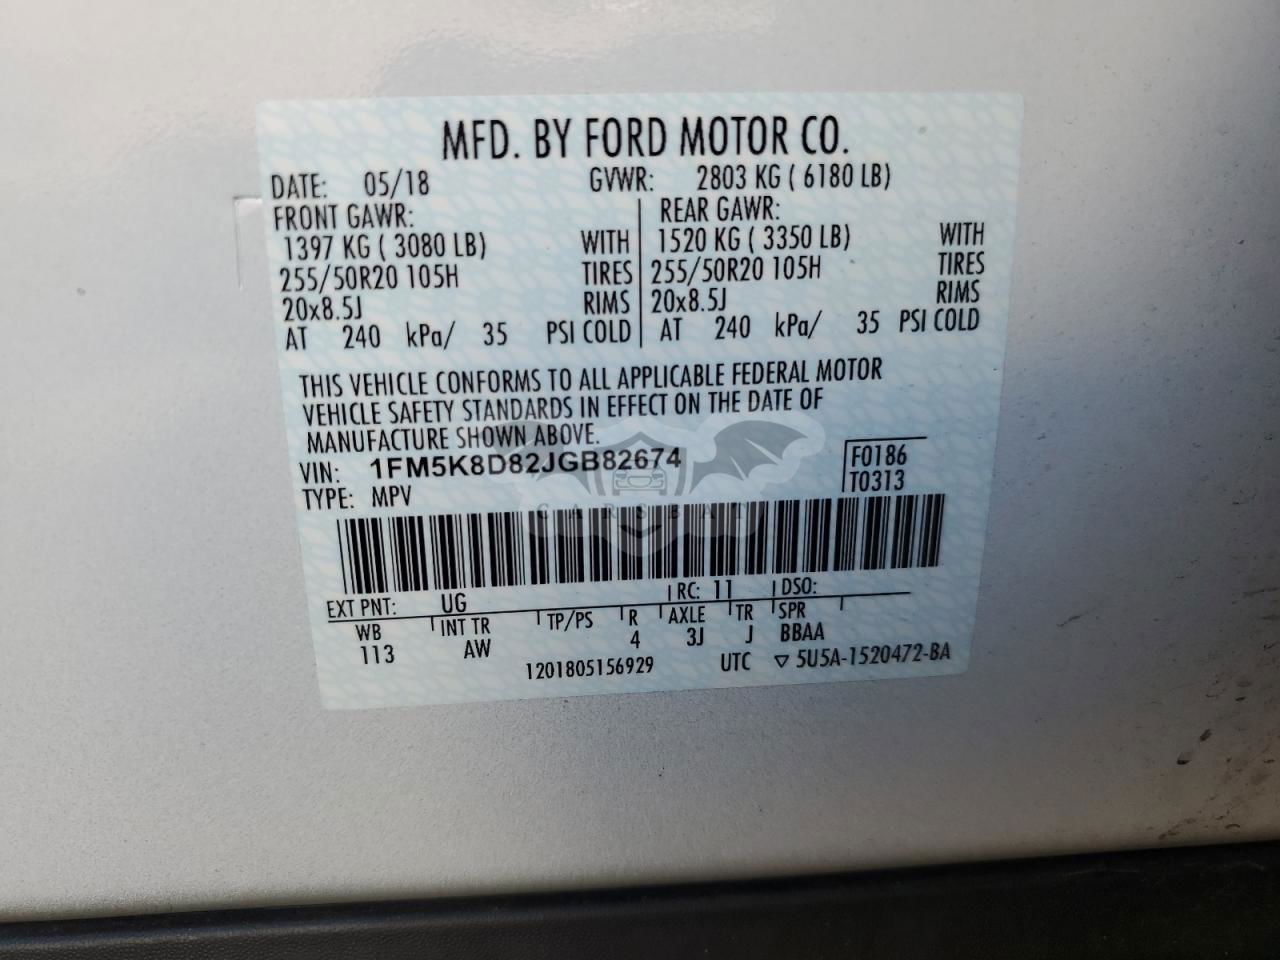 MFD. BY FORD MOTOR CO.
DATE: 05/18 GVWR: 2803 KG ( 6180 LB)
FRONT GAWR: REAR GAWR:
1397 KG ( 3080 LB) WITH 1520 KG ( 3350 LB) WITH
255/50R20 105H TIRES 255/50R20 105H TIRES
20x8.5J RIMS 20x8.5J RIMS
AT 240 kPa/ 35 PSI COLD AT 240 kPa/ 35 PSI COLD
THIS VEHICLE CONFORMS TO ALL APPLICABLE FEDERAL MOTOR
VEHICLE SAFETY STANDARDS IN EFFECT ON THE DATE OF
MANUFACTURE SHOWN ABOVE.
VIN: 1FM5K8D82JGB82674 F0186
TYPE: MPV T0313
CARSBAT
EXT PNT: UG RC: 11 DSO:
WB INT TR TP/PS R AXLE TR SPR
113 AW 4 3J J BBAA
1201805156929 UTC ▽ 5U5A-1520472-BA